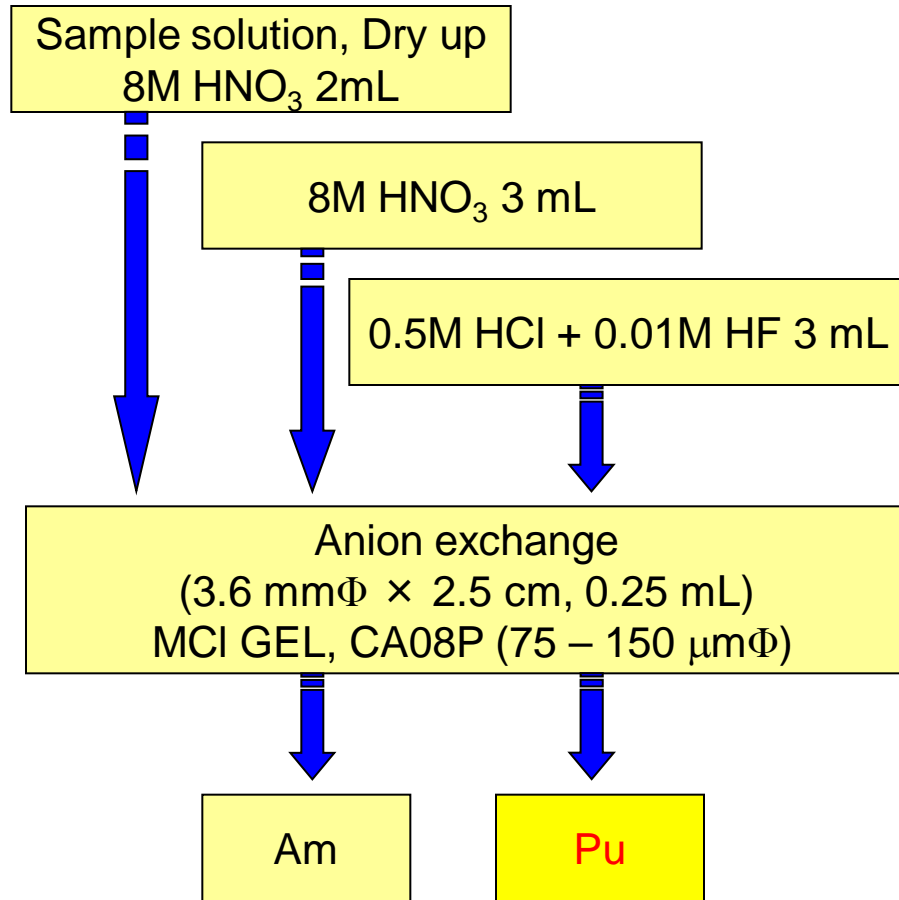 Sample solution, Dry up
8M HNO₃ 2mL
8M HNO₃ 3 mL
0.5M HCl + 0.01M HF 3 mL
Anion exchange
(3.6 mmΦ × 2.5 cm, 0.25 mL)
MCI GEL, CA08P (75 – 150 μmΦ)
Am
Pu